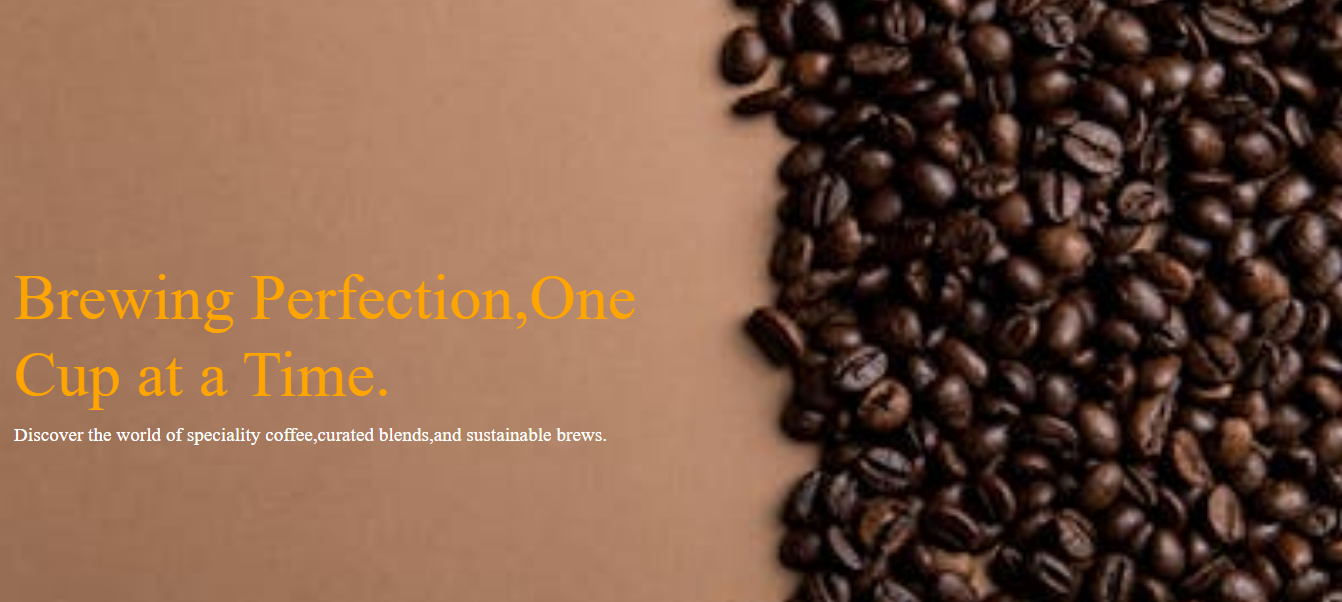 Brewing Perfection,One
Cup at a Time.
Discover the world of speciality coffee,curated blends,and sustainable brews.